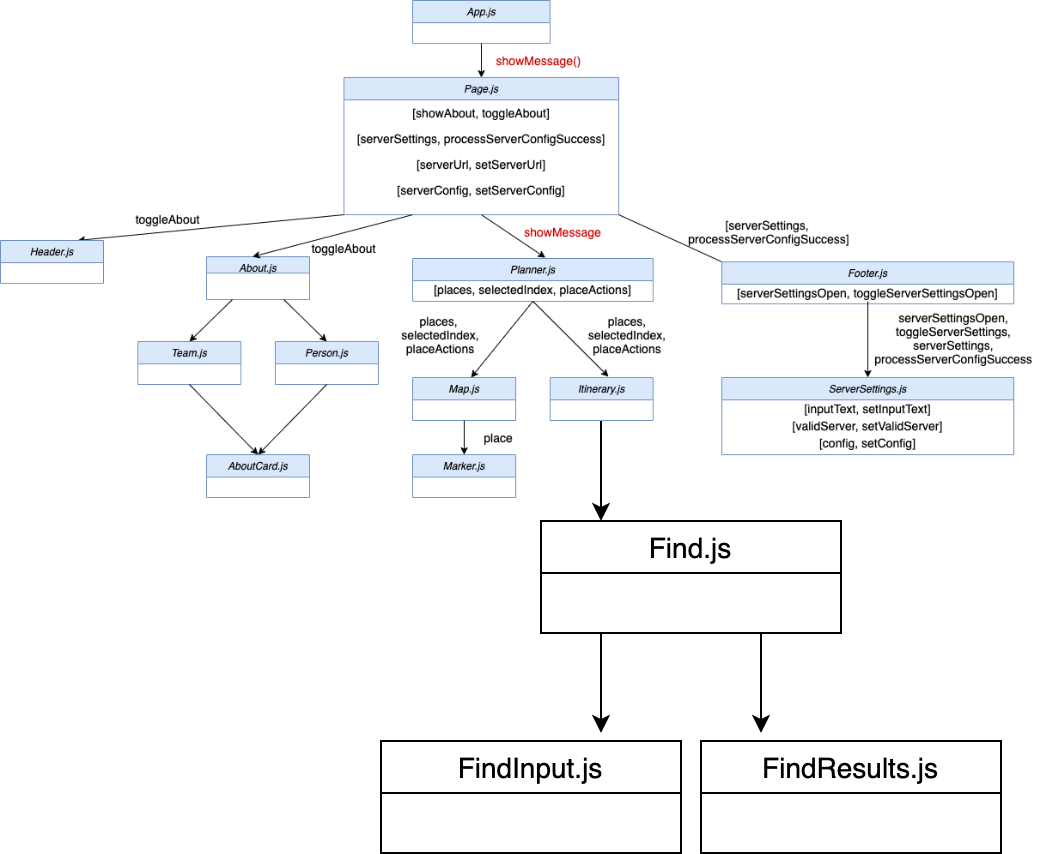 App.js
showMessage()
Page.js
[showAbout, toggleAbout]
[serverSettings, processServerConfigSuccess]
[serverUrl, setServerUrl]
[serverConfig, setServerConfig]
toggleAbout
toggleAbout
showMessage
[serverSettings,
processServerConfigSuccess]
Header.js
About.js
Planner.js
[places, selectedIndex, placeActions]
Footer.js
[serverSettingsOpen, toggleServerSettingsOpen]
places,
selectedIndex,
placeActions
places,
selectedIndex,
placeActions
serverSettingsOpen,
toggleServerSettings,
serverSettings,
processServerConfigSuccess
Team.js
Person.js
Map.js
Itinerary.js
ServerSettings.js
[inputText, setInputText]
[validServer, setValidServer]
[config, setConfig]
place
AboutCard.js
Marker.js
Find.js
FindInput.js
FindResults.js